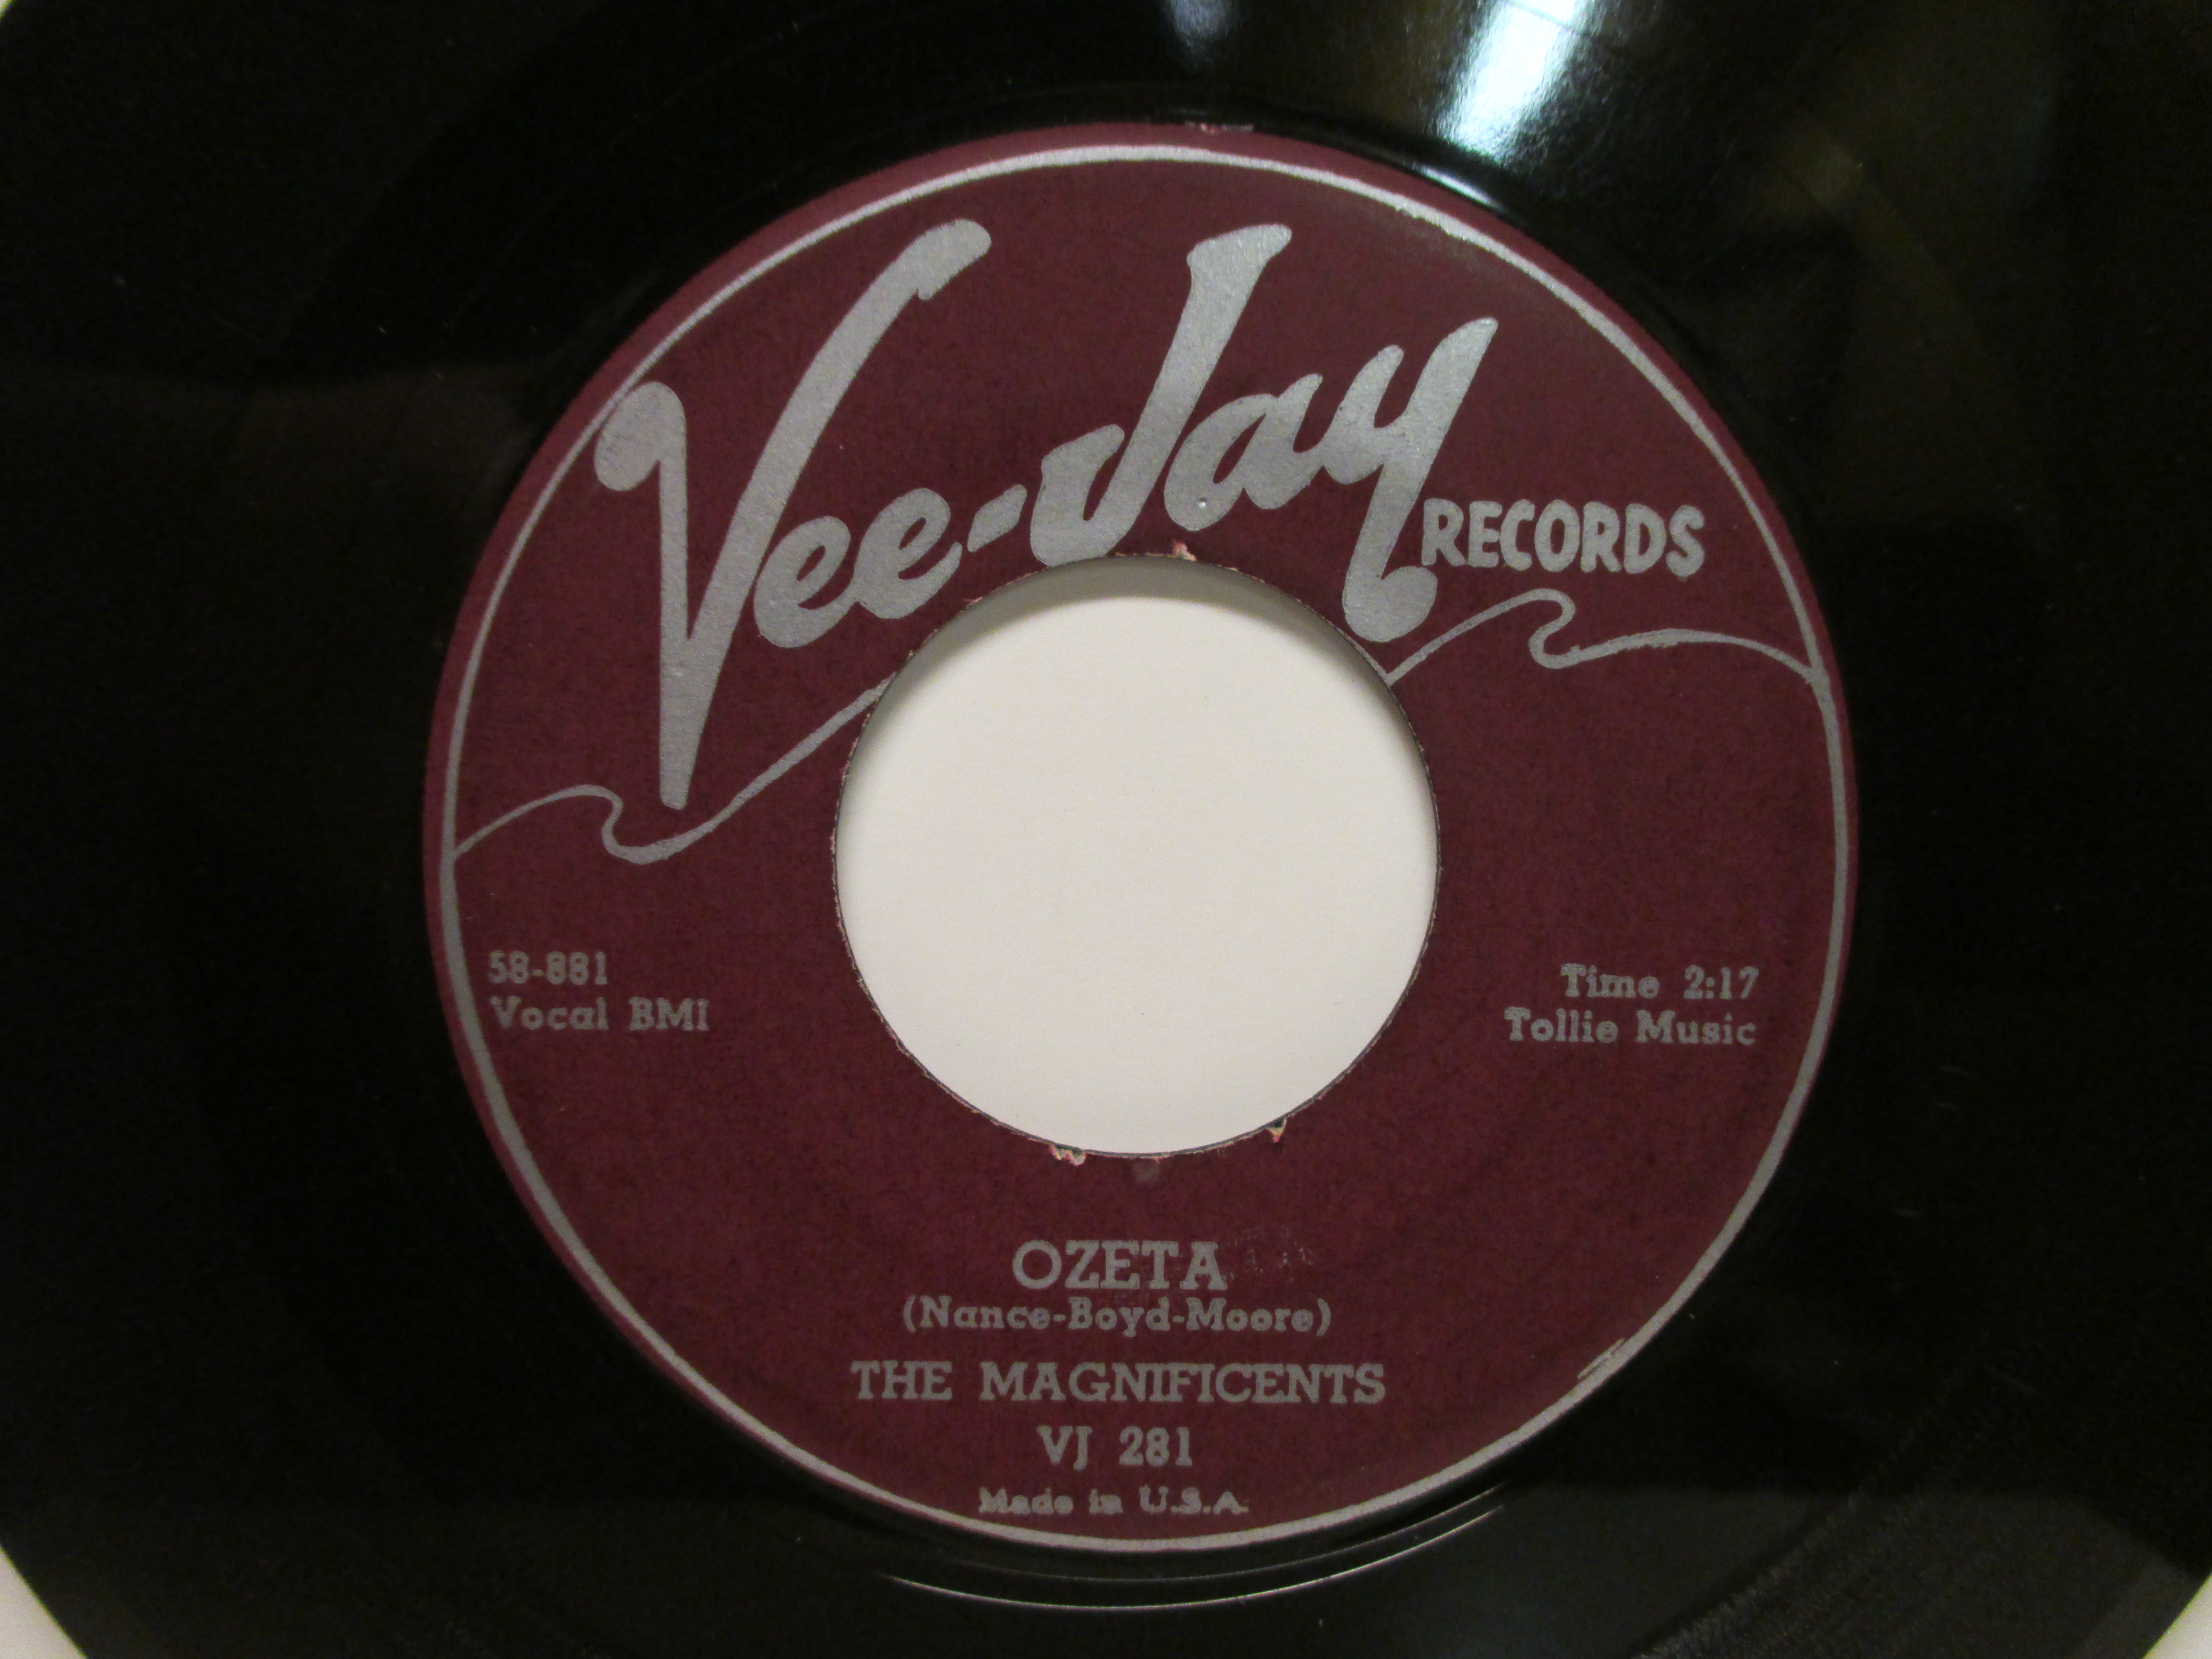 Vee-Jay RECORDS
58-881
Vocal BMI
Time 2:17
Tollie Music
OZETA
(Nance-Boyd-Moore)
THE MAGNIFICENTS
VJ 281
Made in U.S.A.